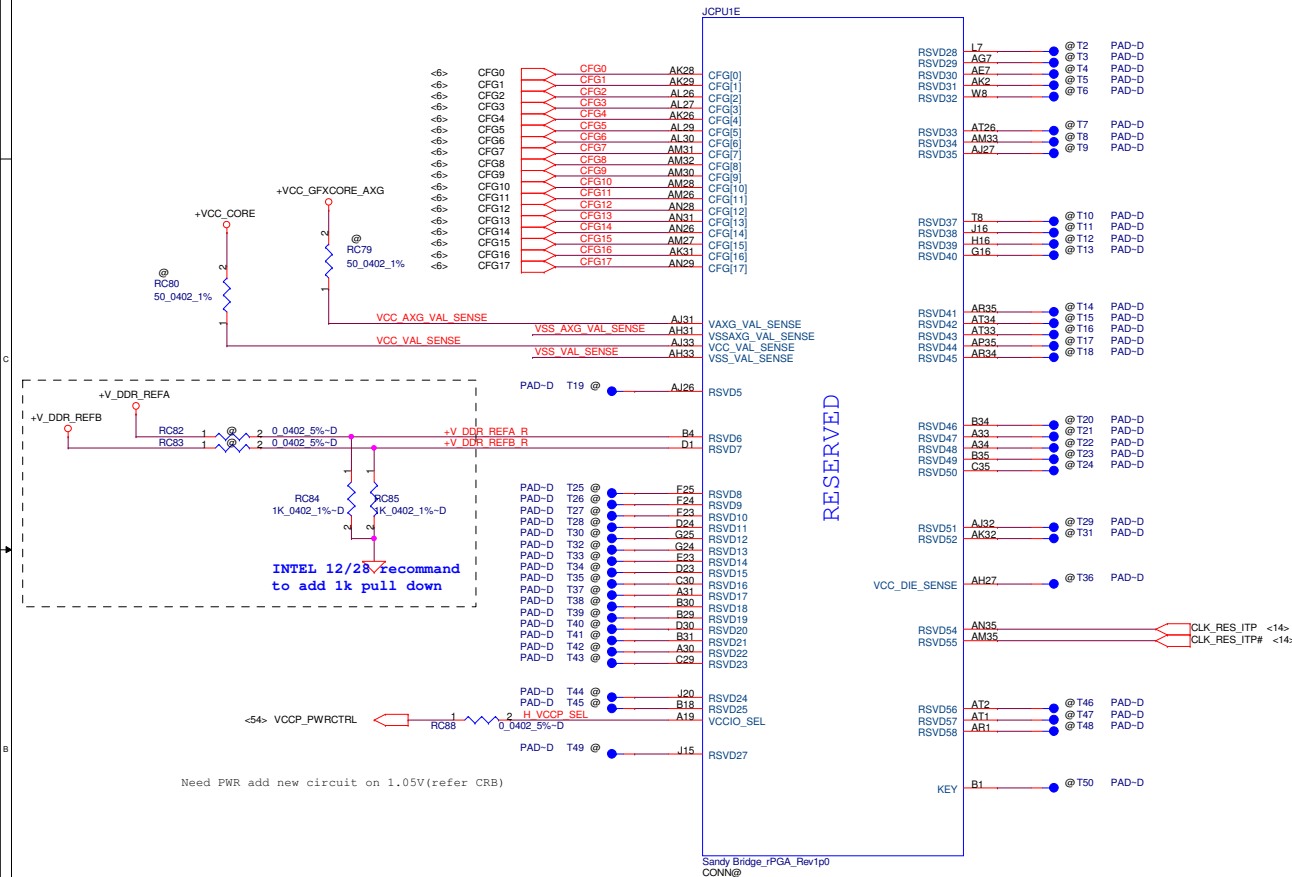 JCPU1E
<6> CFG0 CFG0 AK28 CFG[0]
<6> CFG1 CFG1 AK29 CFG[1]
<6> CFG2 CFG2 AL26 CFG[2]
<6> CFG3 CFG3 AL27 CFG[3]
<6> CFG4 CFG4 AK26 CFG[4]
<6> CFG5 CFG5 AL29 CFG[5]
<6> CFG6 CFG6 AL30 CFG[6]
<6> CFG7 CFG7 AM31 CFG[7]
<6> CFG8 CFG8 AM32 CFG[8]
<6> CFG9 CFG9 AM30 CFG[9]
<6> CFG10 CFG10 AM28 CFG[10]
<6> CFG11 CFG11 AM26 CFG[11]
<6> CFG12 CFG12 AN28 CFG[12]
<6> CFG13 CFG13 AN31 CFG[13]
<6> CFG14 CFG14 AN26 CFG[14]
<6> CFG15 CFG15 AM27 CFG[15]
<6> CFG16 CFG16 AK31 CFG[16]
<6> CFG17 CFG17 AN29 CFG[17]
+VCC_GFXCORE_AXG
+VCC_CORE
2 @
RC79
50_0402_1%
1
2 @
RC80
50_0402_1%
1
VCC_AXG_VAL_SENSE AJ31 VAXG_VAL_SENSE
VSS_AXG_VAL_SENSE AH31 VSSAXG_VAL_SENSE
VCC_VAL_SENSE AJ33 VCC_VAL_SENSE
VSS_VAL_SENSE AH33 VSS_VAL_SENSE
C
PAD~D T19 @ AJ26 RSVD5
+V_DDR_REFA
+V_DDR_REFB
RC82 1 @ 2 0_0402_5%~D +V_DDR_REFA_R B4 RSVD6
RC83 1 @ 2 0_0402_5%~D +V_DDR_REFB_R D1 RSVD7
1 1
RC84 RC85
1K_0402_1%~D 1K_0402_1%~D
2 2
INTEL 12/28 recommand
to add 1k pull down
PAD~D T25 @ F25 RSVD8
PAD~D T26 @ F24 RSVD9
PAD~D T27 @ F23 RSVD10
PAD~D T28 @ D24 RSVD11
PAD~D T30 @ G25 RSVD12
PAD~D T32 @ G24 RSVD13
PAD~D T33 @ E23 RSVD14
PAD~D T34 @ D23 RSVD15
PAD~D T35 @ C30 RSVD16
PAD~D T37 @ A31 RSVD17
PAD~D T38 @ B30 RSVD18
PAD~D T39 @ B29 RSVD19
PAD~D T40 @ D30 RSVD20
PAD~D T41 @ B31 RSVD21
PAD~D T42 @ A30 RSVD22
PAD~D T43 @ C29 RSVD23
PAD~D T44 @ J20 RSVD24
PAD~D T45 @ B18 RSVD25
<54> VCCP_PWRCTRL 1 RC88 2 0_0402_5%~D H_VCCP_SEL A19 VCCIO_SEL
B
PAD~D T49 @ J15 RSVD27
Need PWR add new circuit on 1.05V(refer CRB)
RESERVED
RSVD28 L7 @ T2 PAD~D
RSVD29 AG7 @ T3 PAD~D
RSVD30 AE7 @ T4 PAD~D
RSVD31 AK2 @ T5 PAD~D
RSVD32 W8 @ T6 PAD~D
RSVD33 AT26 @ T7 PAD~D
RSVD34 AM33 @ T8 PAD~D
RSVD35 AJ27 @ T9 PAD~D
RSVD37 T8 @ T10 PAD~D
RSVD38 J16 @ T11 PAD~D
RSVD39 H16 @ T12 PAD~D
RSVD40 G16 @ T13 PAD~D
RSVD41 AR35 @ T14 PAD~D
RSVD42 AT34 @ T15 PAD~D
RSVD43 AT33 @ T16 PAD~D
RSVD44 AP35 @ T17 PAD~D
RSVD45 AR34 @ T18 PAD~D
RSVD46 B34 @ T20 PAD~D
RSVD47 A33 @ T21 PAD~D
RSVD48 A34 @ T22 PAD~D
RSVD49 B35 @ T23 PAD~D
RSVD50 C35 @ T24 PAD~D
RSVD51 AJ32 @ T29 PAD~D
RSVD52 AK32 @ T31 PAD~D
VCC_DIE_SENSE AH27 @ T36 PAD~D
RSVD54 AN35 CLK_RES_ITP <14>
RSVD55 AM35 CLK_RES_ITP# <14>
RSVD56 AT2 @ T46 PAD~D
RSVD57 AT1 @ T47 PAD~D
RSVD58 AR1 @ T48 PAD~D
KEY B1 @ T50 PAD~D
Sandy Bridge_rPGA_Rev1p0
CONN@